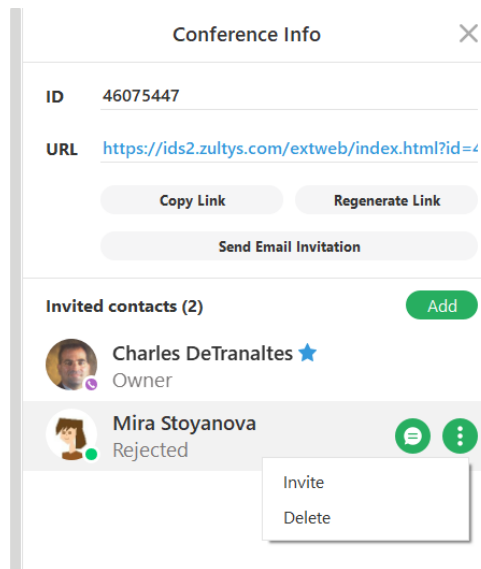 Conference Info
ID 46075447
URL https://ids2.zultys.com/extweb/index.html?id=4
Copy Link Regenerate Link
Send Email Invitation
Invited contacts (2) Add
Charles DeTranaltes
Owner
Mira Stoyanova
Rejected
Invite
Delete